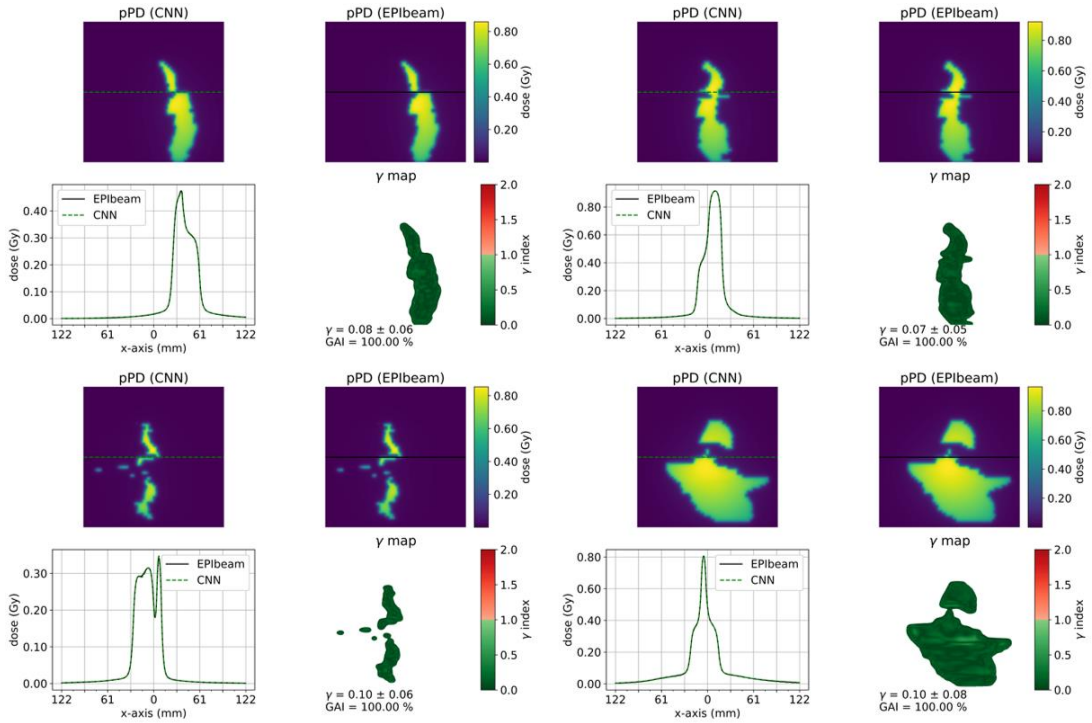 pPD (CNN)
pPD (EPIbeam)
0.80
0.60
0.40
0.20
dose (Gy)
γ map
0.40
0.30
0.20
0.10
0.00
dose (Gy)
EPIbeam
CNN
122 61 0 61 122
x-axis (mm)
2.0
1.5
1.0
0.5
0.0
γ index
γ = 0.08 ± 0.06
GAI = 100.00 %
pPD (CNN)
pPD (EPIbeam)
0.80
0.60
0.40
0.20
dose (Gy)
γ map
0.80
0.60
0.40
0.20
0.00
dose (Gy)
EPIbeam
CNN
122 61 0 61 122
x-axis (mm)
2.0
1.5
1.0
0.5
0.0
γ index
γ = 0.07 ± 0.05
GAI = 100.00 %
pPD (CNN)
pPD (EPIbeam)
0.80
0.60
0.40
0.20
dose (Gy)
γ map
0.30
0.20
0.10
0.00
dose (Gy)
EPIbeam
CNN
122 61 0 61 122
x-axis (mm)
2.0
1.5
1.0
0.5
0.0
γ index
γ = 0.10 ± 0.06
GAI = 100.00 %
pPD (CNN)
pPD (EPIbeam)
0.80
0.60
0.40
0.20
dose (Gy)
γ map
0.80
0.60
0.40
0.20
0.00
dose (Gy)
EPIbeam
CNN
122 61 0 61 122
x-axis (mm)
2.0
1.5
1.0
0.5
0.0
γ index
γ = 0.10 ± 0.08
GAI = 100.00 %